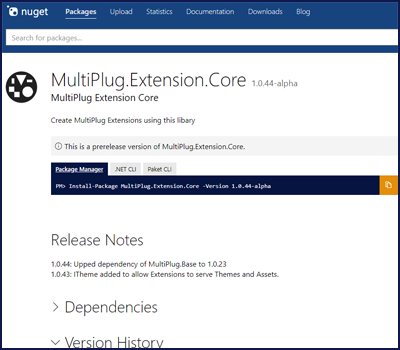 nuget Packages Upload Statistics Documentation Downloads Blog
Search for packages...
MultiPlug.Extension.Core 1.0.44-alpha
MultiPlug Extension Core
Create MultiPlug Extensions using this libary
This is a prerelease version of MultiPlug.Extension.Core.
Package Manager .NET CLI Paket CLI
PM> Install-Package MultiPlug.Extension.Core -Version 1.0.44-alpha
Release Notes
1.0.44: Upped dependency of MultiPlug.Base to 1.0.23
1.0.43: ITheme added to allow Extensions to serve Themes and Assets.
Dependencies
Version History